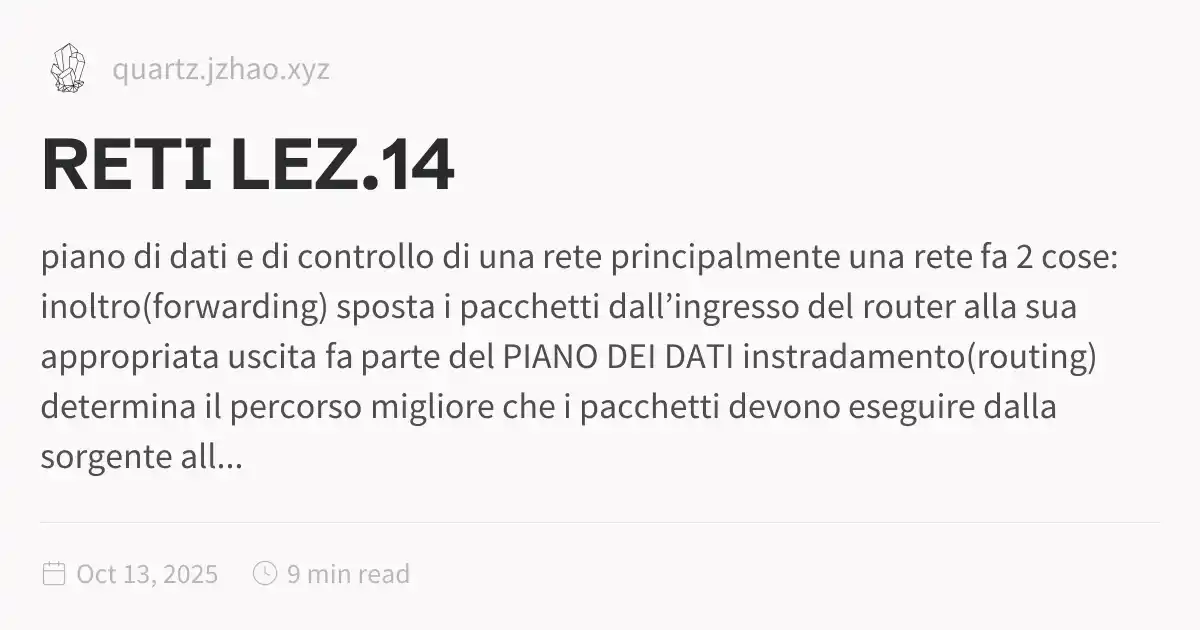 quartz.jzhao.xyz
RETI LEZ.14
piano di dati e di controllo di una rete principalmente una rete fa 2 cose:
inoltro(forwarding) sposta i pacchetti dall’ingresso del router alla sua
appropriata uscita fa parte del PIANO DEI DATI instradamento(routing)
determina il percorso migliore che i pacchetti devono eseguire dalla
sorgente all...
Oct 13, 2025 9 min read